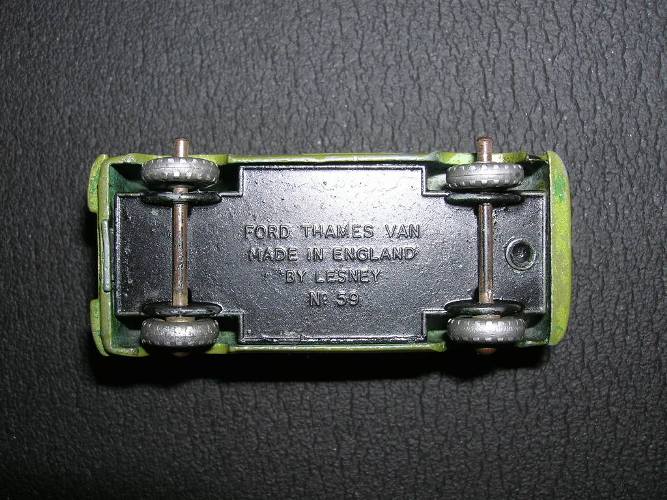 FORD THAMES VAN
MADE IN ENGLAND
BY LESNEY
Nº 59